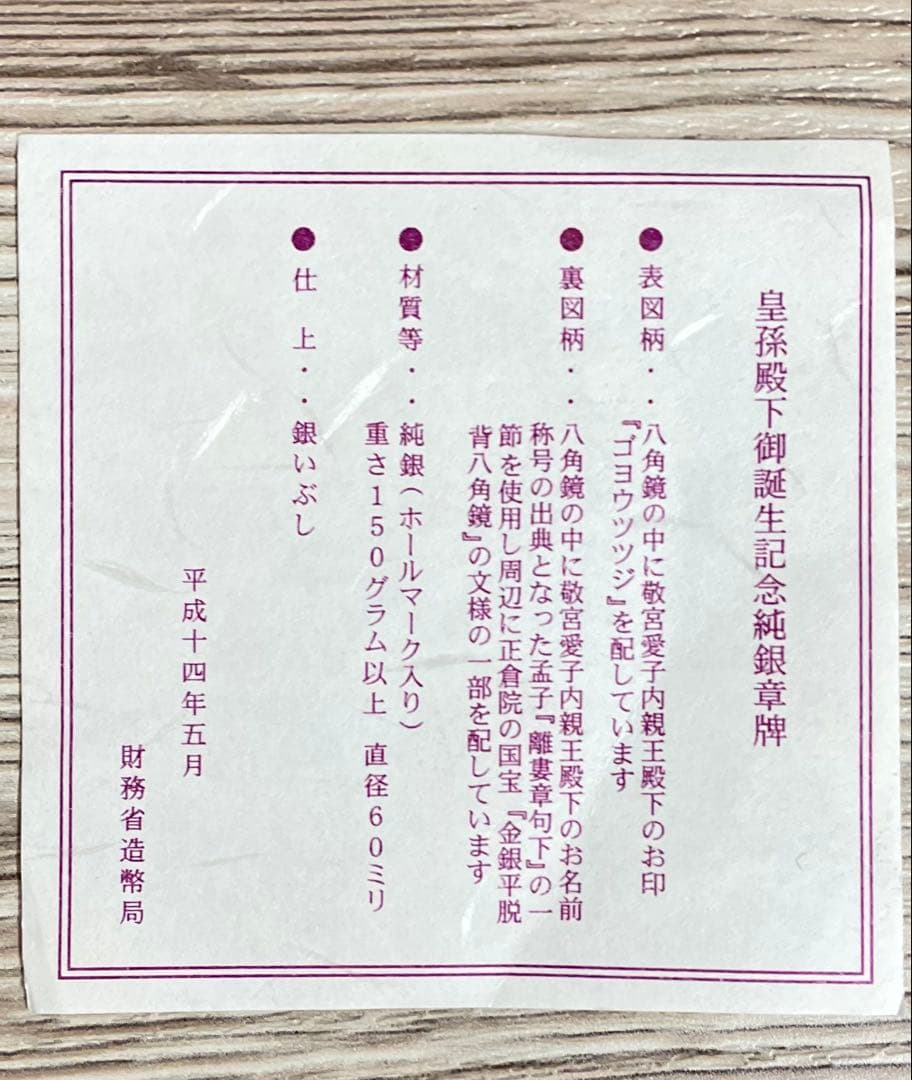 皇孫殿下御誕生記念純銀章牌
●表図柄・・八角鏡の中に敬宮愛子内親王殿下のお印
『ゴヨウツツジ』を配しています
●裏図柄・・八角鏡の中に敬宮愛子内親王殿下のお名前
称号の出典となった孟子『離婁章句下』の一
節を使用し周辺に正倉院の国宝『金銀平脱
背八角鏡』の文様の一部を配しています
●材質等・・純銀(ホールマーク入り)
重さ150グラム以上 直径60ミリ
●仕 上・・銀いぶし
平成十四年五月
財務省造幣局